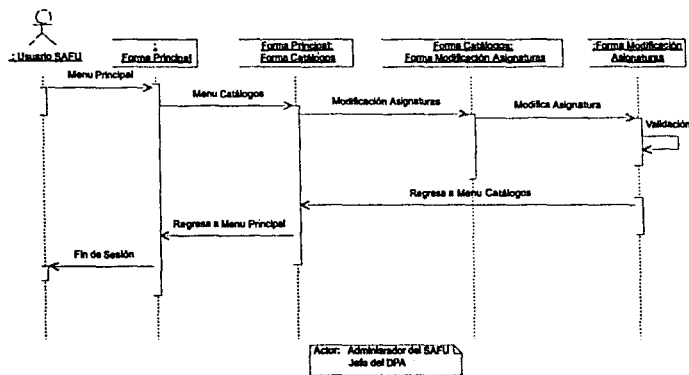 : Usuario SAFU
:
Forma Principal
Forma Principal:
Forma Catálogos
Forma Catálogos:
Forma Modificación Asignaturas
:Forma Modificación
Asignaturas
Menu Principal
Menu Catálogos
Modificación Asignaturas
Modifica Asignatura
Validación
Regresa a Menu Catálogos
Regresa a Menu Principal
Fin de Sesión
Actor: Administrador del SAFU
Jefa del DPA